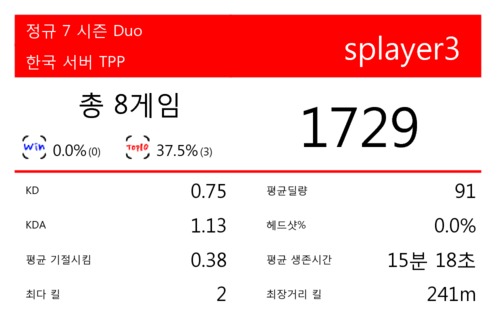 정규 7 시즌 Duo
한국 서버 TPP
splayer3
총 8게임
1729
Win 0.0% (0)
TOP10 37.5% (3)
KD 0.75
평균딜량 91
KDA 1.13
헤드샷% 0.0%
평균 기절시킴 0.38
평균 생존시간 15분 18초
최다 킬 2
최장거리 킬 241m